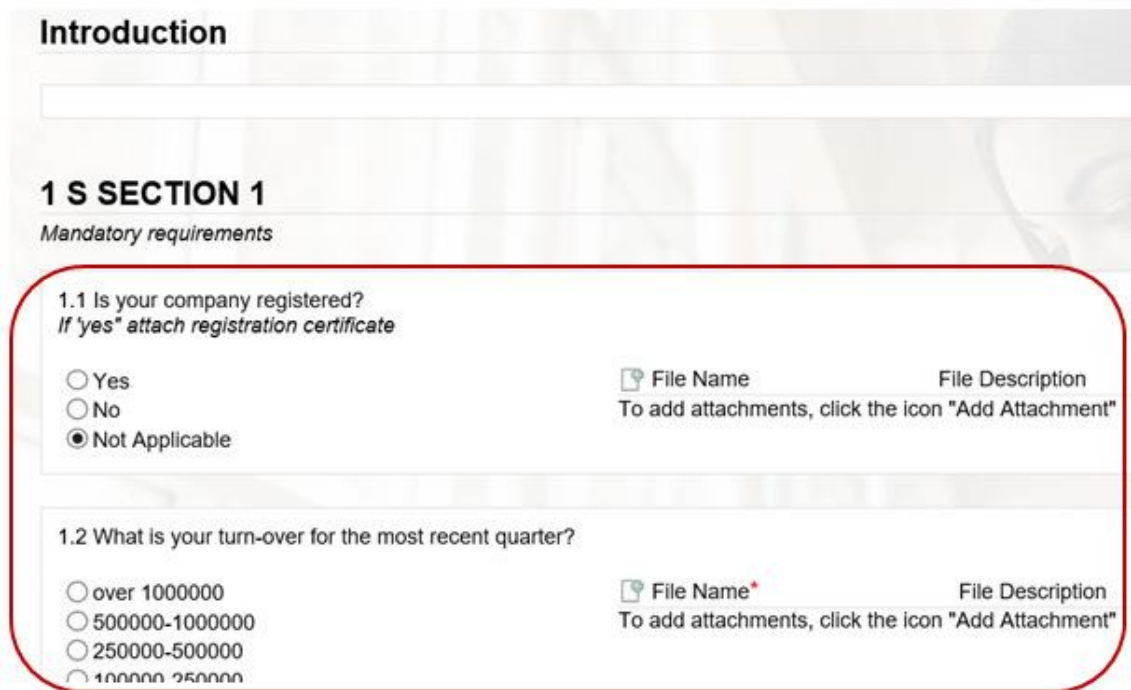 Introduction
1 S SECTION 1
Mandatory requirements
1.1 Is your company registered?
If 'yes" attach registration certificate
Yes
No
Not Applicable
File Name File Description
To add attachments, click the icon "Add Attachment"
1.2 What is your turn-over for the most recent quarter?
over 1000000
500000-1000000
250000-500000
100000-250000
File Name* File Description
To add attachments, click the icon "Add Attachment"